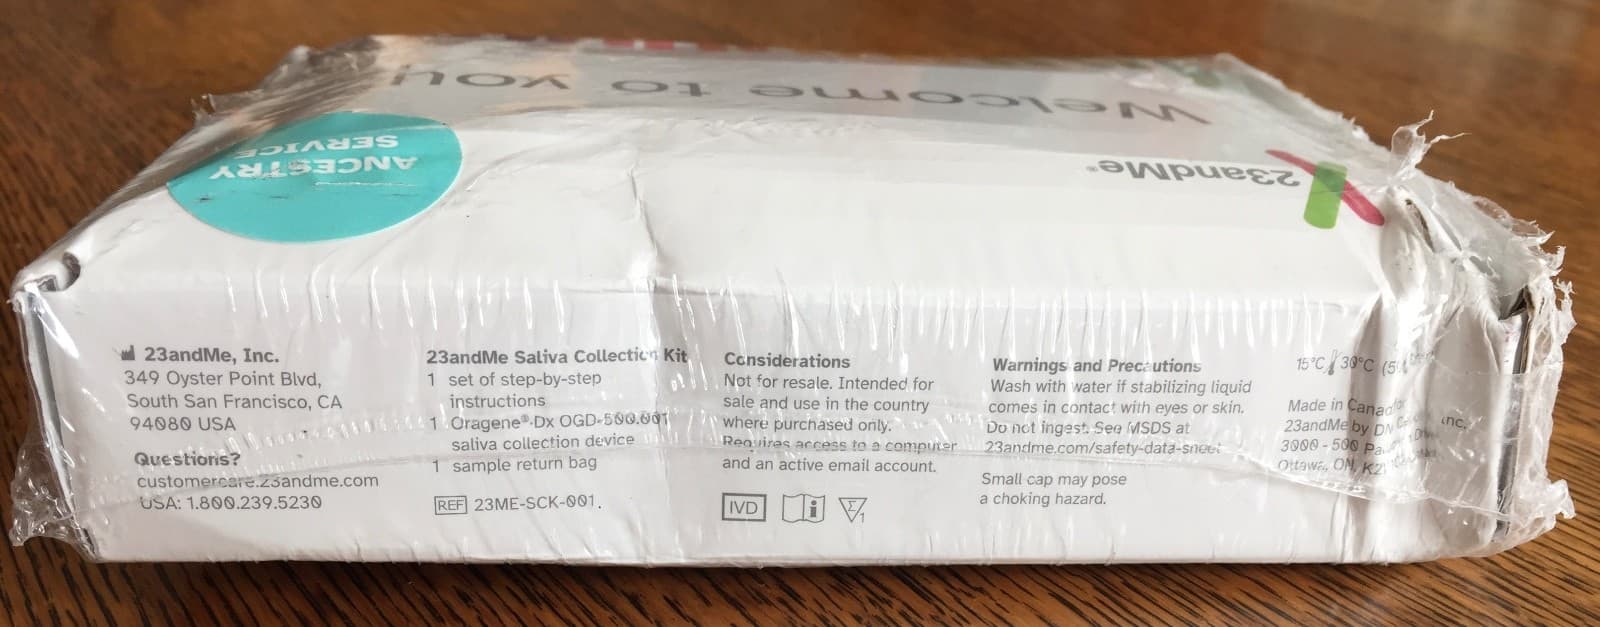 Welcome to you
ANCESTRY
SERVICE
23andMe®
23andMe, Inc.
349 Oyster Point Blvd,
South San Francisco, CA
94080 USA
Questions?
customercare.23andme.com
USA: 1.800.239.5230
23andMe Saliva Collection Kit
1 set of step-by-step
instructions
1 Oragene®•Dx OGD-500.001
saliva collection device
1 sample return bag
REF 23ME-SCK-001.
Considerations
Not for resale. Intended for
sale and use in the country
where purchased only.
Requires access to a computer
and an active email account.
IVD i Σ 1
Warnings and Precautions
Wash with water if stabilizing liquid
comes in contact with eyes or skin.
Do not ingest. See MSDS at
23andme.com/safety-data-sheet
Small cap may pose
a choking hazard.
15°C 30°C
Made in Canada for
23andMe by Inc.
3000 - 500
Ottawa, ON,